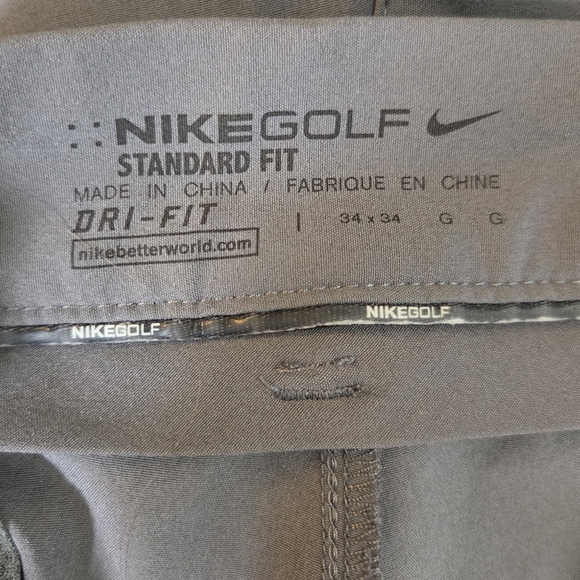 NIKEGOLF
STANDARD FIT
MADE IN CHINA / FABRIQUE EN CHINE
DRI-FIT | 34 x 34 G G
nikebetterworld.com
NIKEGOLF NIKEGOLF